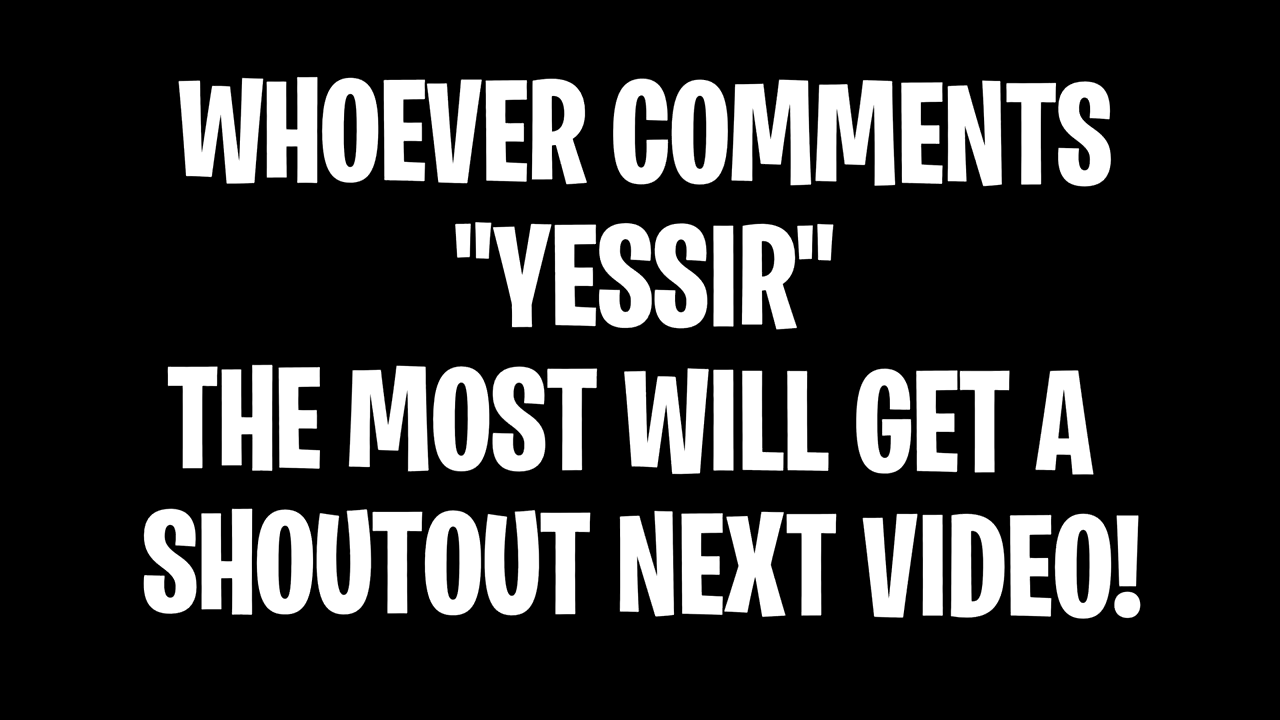 WHOEVER COMMENTS
"YESSIR"
THE MOST WILL GET A
SHOUTOUT NEXT VIDEO!